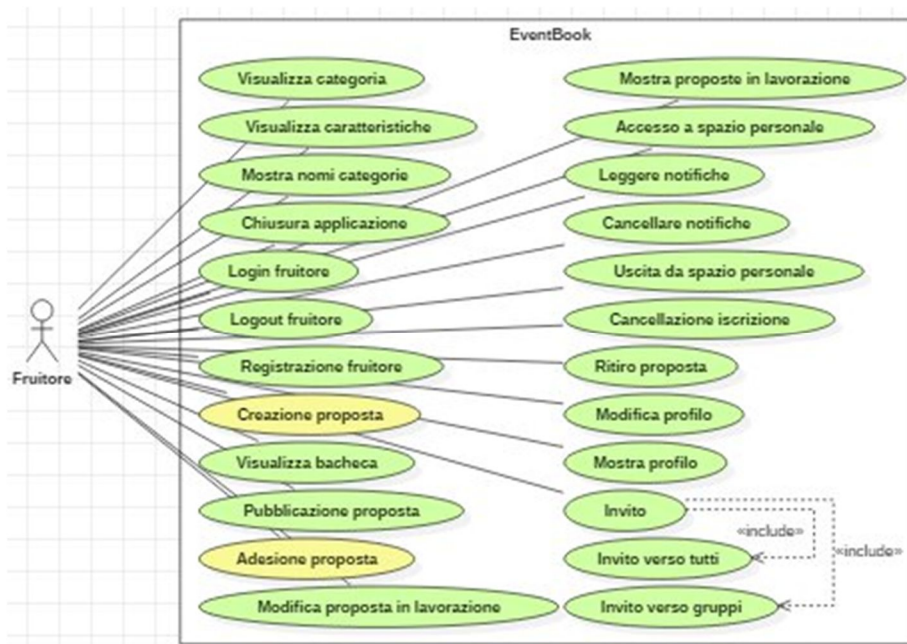 EventBook
Visualizza categoria
Visualizza caratteristiche
Mostra nomi categorie
Chiusura applicazione
Login fruitore
Logout fruitore
Registrazione fruitore
Creazione proposta
Visualizza bacheca
Pubblicazione proposta
Adesione proposta
Modifica proposta in lavorazione
Mostra proposte in lavorazione
Accesso a spazio personale
Leggere notifiche
Cancellare notifiche
Uscita da spazio personale
Cancellazione iscrizione
Ritiro proposta
Modifica profilo
Mostra profilo
Invito
«include»
Invito verso tutti
«include»
Invito verso gruppi
Fruitore